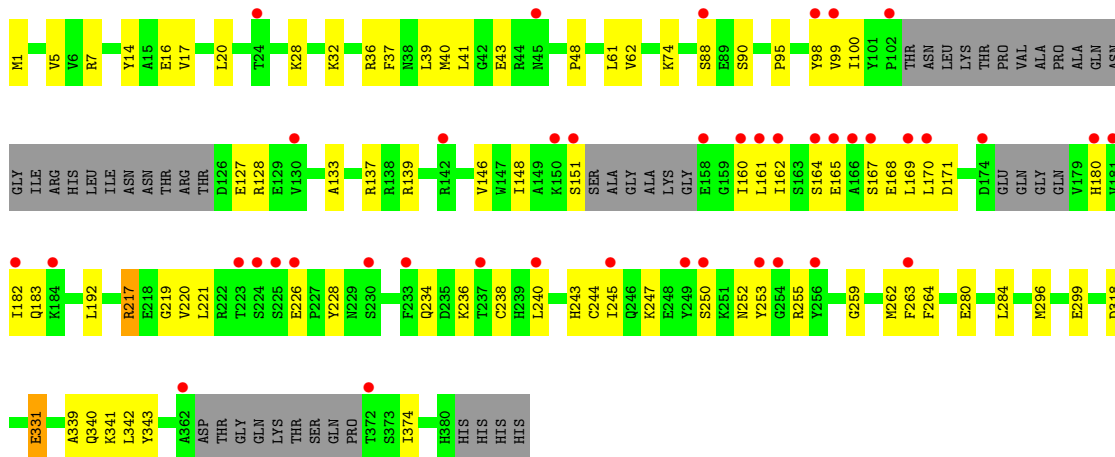 M1 V5 V6 R7 Y14 A15 E16 V17 L20 T24 K28 K32 R36 F37 N38 L39 M40 L41 G42 E43 R44 N45 P48 L61 V62 K74 S88 E89 S90 P95 Y98 V99 I100 Y101 P102 THR ASN LEU LYS THR PRO VAL ALA PRO ALA GLN ASN
GLY ILE ARG HIS LEU ILE ASN ASN THR ARG THR D126 E127 R128 E129 V130 A133 R137 R138 R139 R142 V146 W147 I148 A149 K150 S151 SER ALA GLY ALA LYS GLY E158 G159 I160 L161 I162 S163 S164 E165 A166 S167 E168 L169 L170 D171 D174 GLU GLN GLY GLN V179 H180 V181
I182 Q183 K184 L192 R217 E218 G219 V220 L221 R222 T223 S224 S225 E226 P227 Y228 N229 S230 F233 Q234 D235 K236 T237 C238 H239 L240 H243 C244 I245 Q246 K247 E248 Y249 S250 K251 N252 Y253 G254 R255 Y256 G259 M262 F263 F264 E280 L284 M296 E299 D318
E331 A339 Q340 K341 L342 Y343 A362 ASP THR GLY GLN LYS THR SER GLN PRO T372 S373 I374 H380 HIS HIS HIS HIS